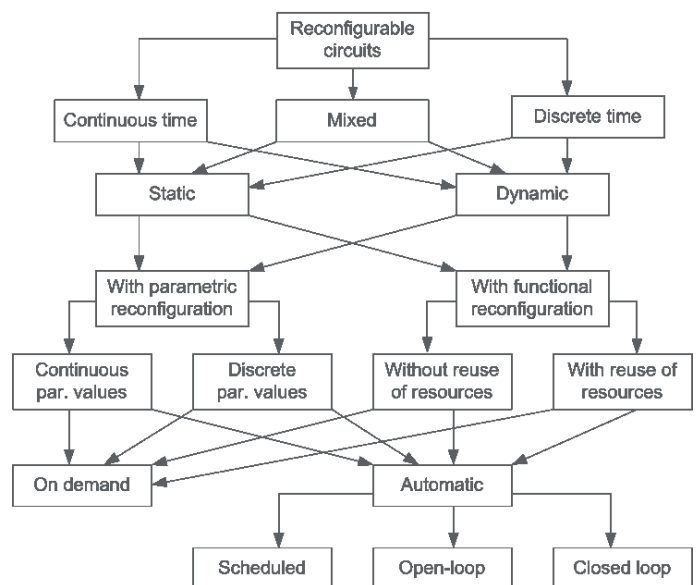 Reconfigurable
circuits
Continuous time
Mixed
Discrete time
Static
Dynamic
With parametric
reconfiguration
With functional
reconfiguration
Continuous
par. values
Discrete
par. values
Without reuse
of resources
With reuse of
resources
On demand
Automatic
Scheduled
Open-loop
Closed loop